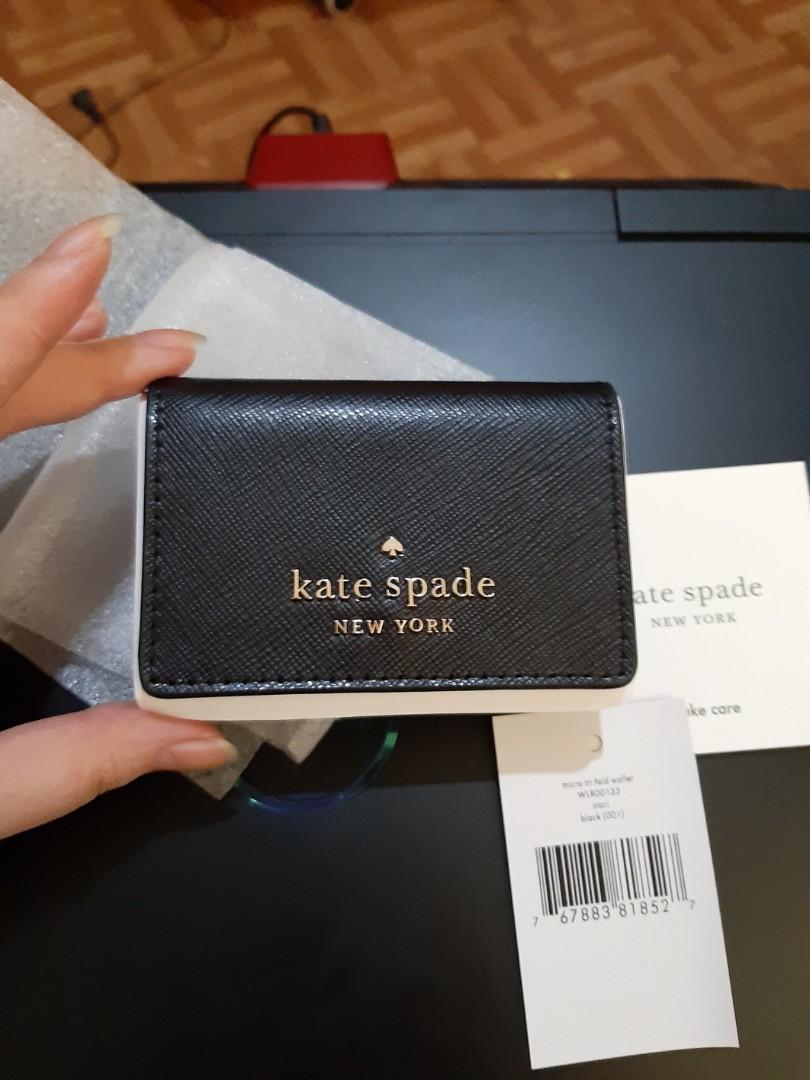 kate spade
NEW YORK
ate spade
NEW YORK
ke care
micro tri fold wallet
WLR00133
staci
black (001)
7 67883 81852 7